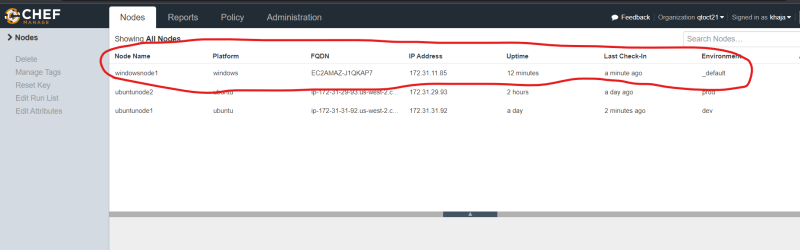 CHEF MANAGE Nodes Reports Policy Administration Feedback Organization qtoct21 Signed in as khaja
Nodes
Showing All Nodes Search Nodes...
Node Name Platform FQDN IP Address Uptime Last Check-In Environment
Delete
Manage Tags
Reset Key
Edit Run List
Edit Attributes
windowsnode1 windows EC2AMAZ-J1QKAP7 172.31.11.85 12 minutes a minute ago _default
ubuntunode2 ubuntu ip-172-31-29-93.us-west-2.c... 172.31.29.93 2 hours a day ago prod
ubuntunode1 ubuntu ip-172-31-31-92.us-west-2.c... 172.31.31.92 a day 2 minutes ago dev